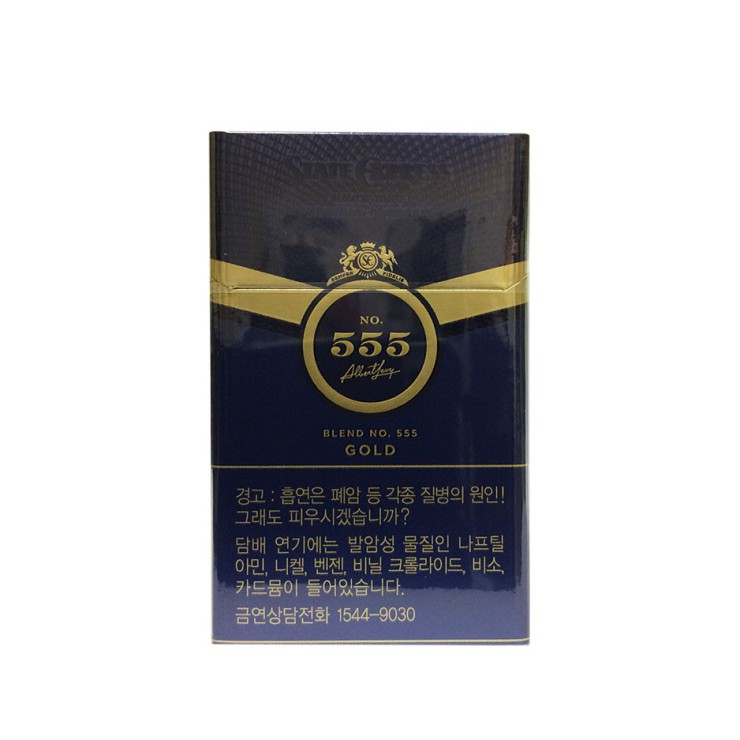 STATE EXPRESS
SEMPER FIDELIS
NO.
555
Albert Levy
BLEND NO. 555
GOLD
경고 : 흡연은 폐암 등 각종 질병의 원인!
그래도 피우시겠습니까?
담배 연기에는 발암성 물질인 나프틸
아민, 니켈, 벤젠, 비닐 크롤라이드, 비소,
카드뮴이 들어있습니다.
금연상담전화 1544-9030